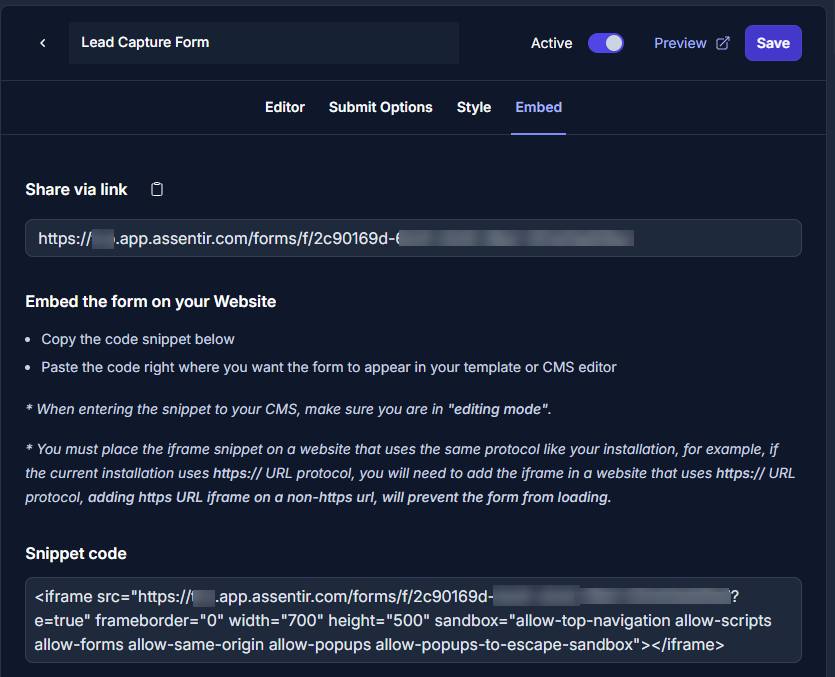 Lead Capture Form
Active
Preview
Save
Editor
Submit Options
Style
Embed
Share via link
https:// .app.assentir.com/forms/f/2c90169d-
Embed the form on your Website
• Copy the code snippet below
• Paste the code right where you want the form to appear in your template or CMS editor
* When entering the snippet to your CMS, make sure you are in "editing mode".
* You must place the iframe snippet on a website that uses the same protocol like your installation, for example, if
the current installation uses https:// URL protocol, you will need to add the iframe in a website that uses https:// URL
protocol, adding https URL iframe on a non-https url, will prevent the form from loading.
Snippet code
<iframe src="https:// .app.assentir.com/forms/f/2c90169d- ?
e=true" frameborder="0" width="700" height="500" sandbox="allow-top-navigation allow-scripts
allow-forms allow-same-origin allow-popups allow-popups-to-escape-sandbox"></iframe>